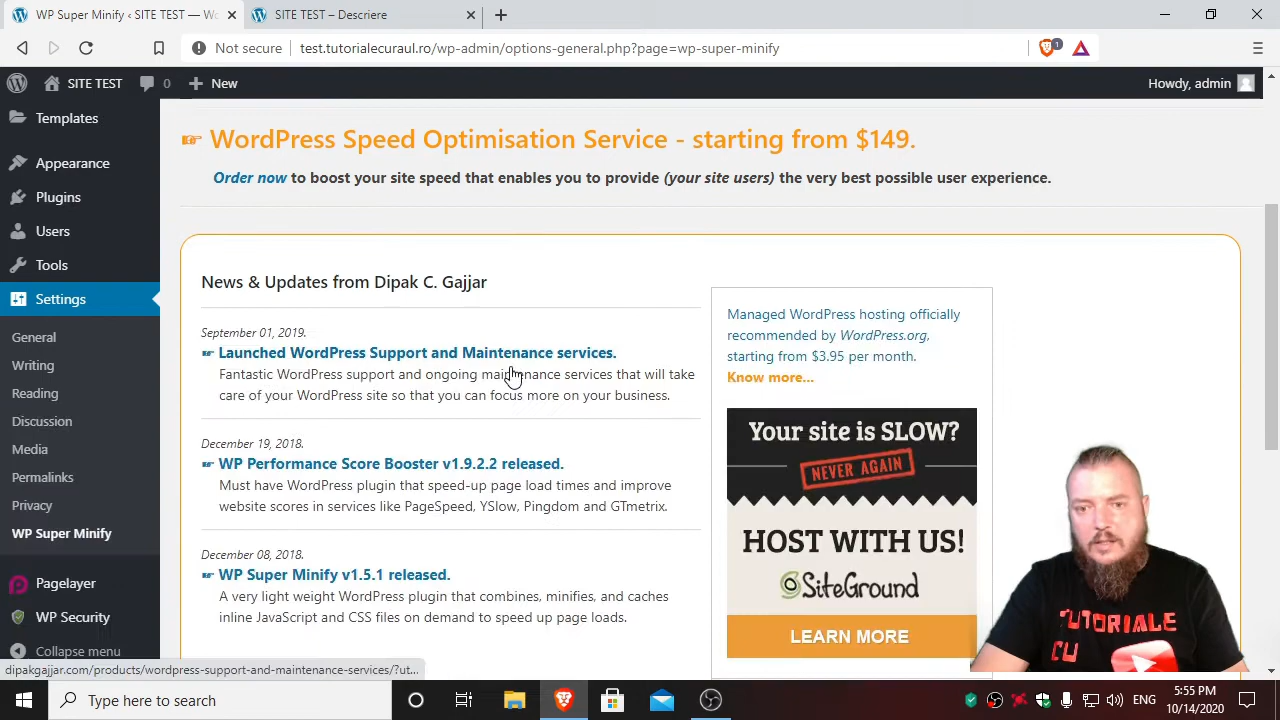 WP Super Minify ‹ SITE TEST — Wo
SITE TEST – Descriere
Not secure
test.tutorialecuraul.ro/wp-admin/options-general.php?page=wp-super-minify
1
SITE TEST
0
New
Howdy, admin
Templates
Appearance
Plugins
Users
Tools
Settings
General
Writing
Reading
Discussion
Media
Permalinks
Privacy
WP Super Minify
Pagelayer
WP Security
Collapse menu
WordPress Speed Optimisation Service - starting from $149.
Order now to boost your site speed that enables you to provide (your site users) the very best possible user experience.
News & Updates from Dipak C. Gajjar
September 01, 2019.
Launched WordPress Support and Maintenance services.
Fantastic WordPress support and ongoing maintenance services that will take
care of your WordPress site so that you can focus more on your business.
December 19, 2018.
WP Performance Score Booster v1.9.2.2 released.
Must have WordPress plugin that speed-up page load times and improve
website scores in services like PageSpeed, YSlow, Pingdom and GTmetrix.
December 08, 2018.
WP Super Minify v1.5.1 released.
A very light weight WordPress plugin that combines, minifies, and caches
inline JavaScript and CSS files on demand to speed up page loads.
Managed WordPress hosting officially
recommended by WordPress.org,
starting from $3.95 per month.
Know more...
Your site is SLOW?
NEVER AGAIN
HOST WITH US!
SiteGround
LEARN MORE
TUTORIALE
CU
dipakgajjar.com/products/wordpress-support-and-maintenance-services/?ut...
Type here to search
ENG
5:55 PM
10/14/2020